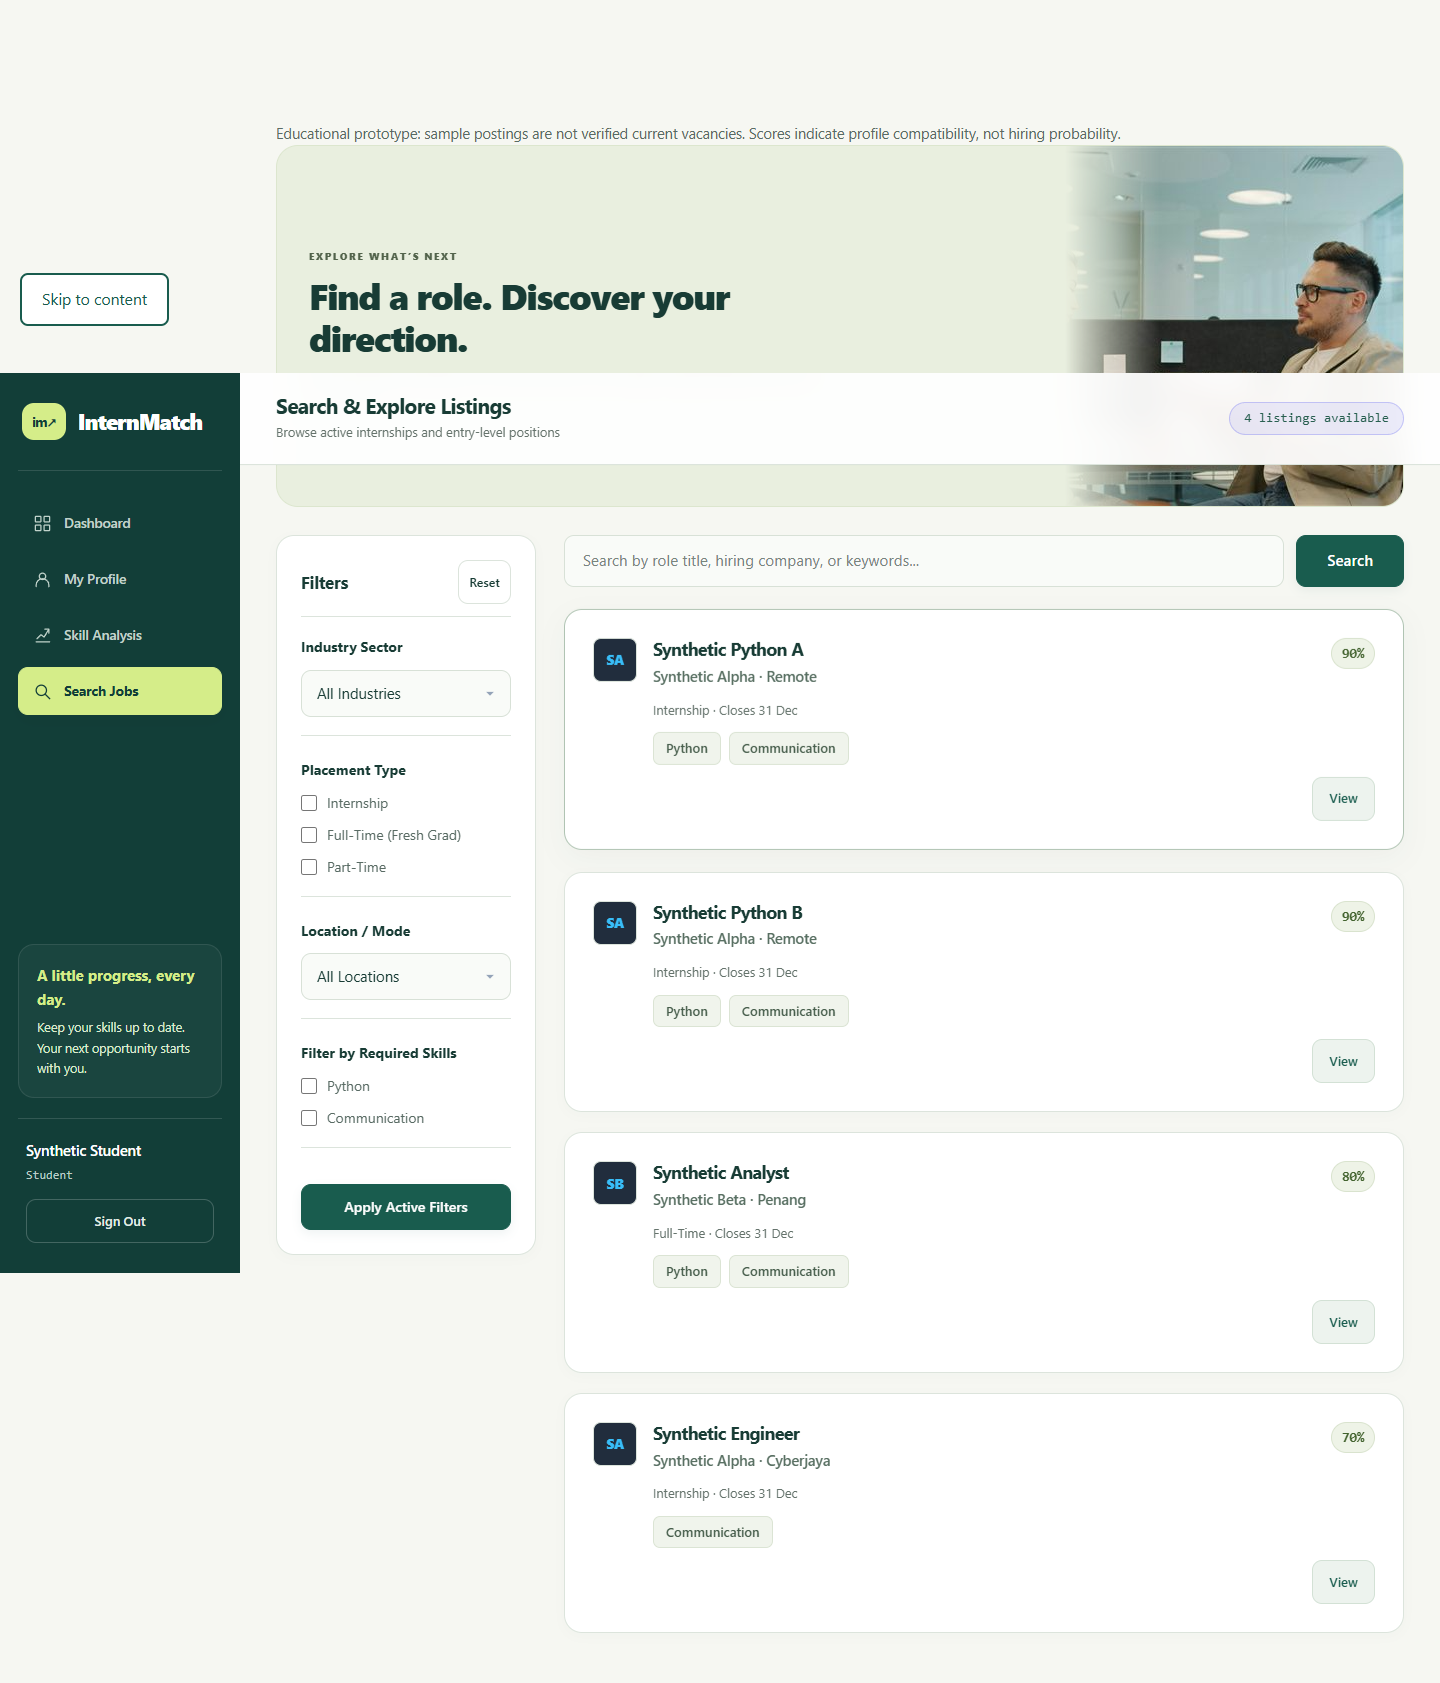 Educational prototype: sample postings are not verified current vacancies. Scores indicate profile compatibility, not hiring probability.
EXPLORE WHAT'S NEXT
Find a role. Discover your
direction.
Skip to content
im↗ InternMatch
Dashboard
My Profile
Skill Analysis
Search Jobs
A little progress, every
day.
Keep your skills up to date.
Your next opportunity starts
with you.
Synthetic Student
Student
Sign Out
Search & Explore Listings
Browse active internships and entry-level positions
4 listings available
Filters
Reset
Industry Sector
All Industries
Placement Type
Internship
Full-Time (Fresh Grad)
Part-Time
Location / Mode
All Locations
Filter by Required Skills
Python
Communication
Apply Active Filters
Search by role title, hiring company, or keywords...
Search
SA
Synthetic Python A
90%
Synthetic Alpha · Remote
Internship · Closes 31 Dec
Python Communication
View
SA
Synthetic Python B
90%
Synthetic Alpha · Remote
Internship · Closes 31 Dec
Python Communication
View
SB
Synthetic Analyst
80%
Synthetic Beta · Penang
Full-Time · Closes 31 Dec
Python Communication
View
SA
Synthetic Engineer
70%
Synthetic Alpha · Cyberjaya
Internship · Closes 31 Dec
Communication
View